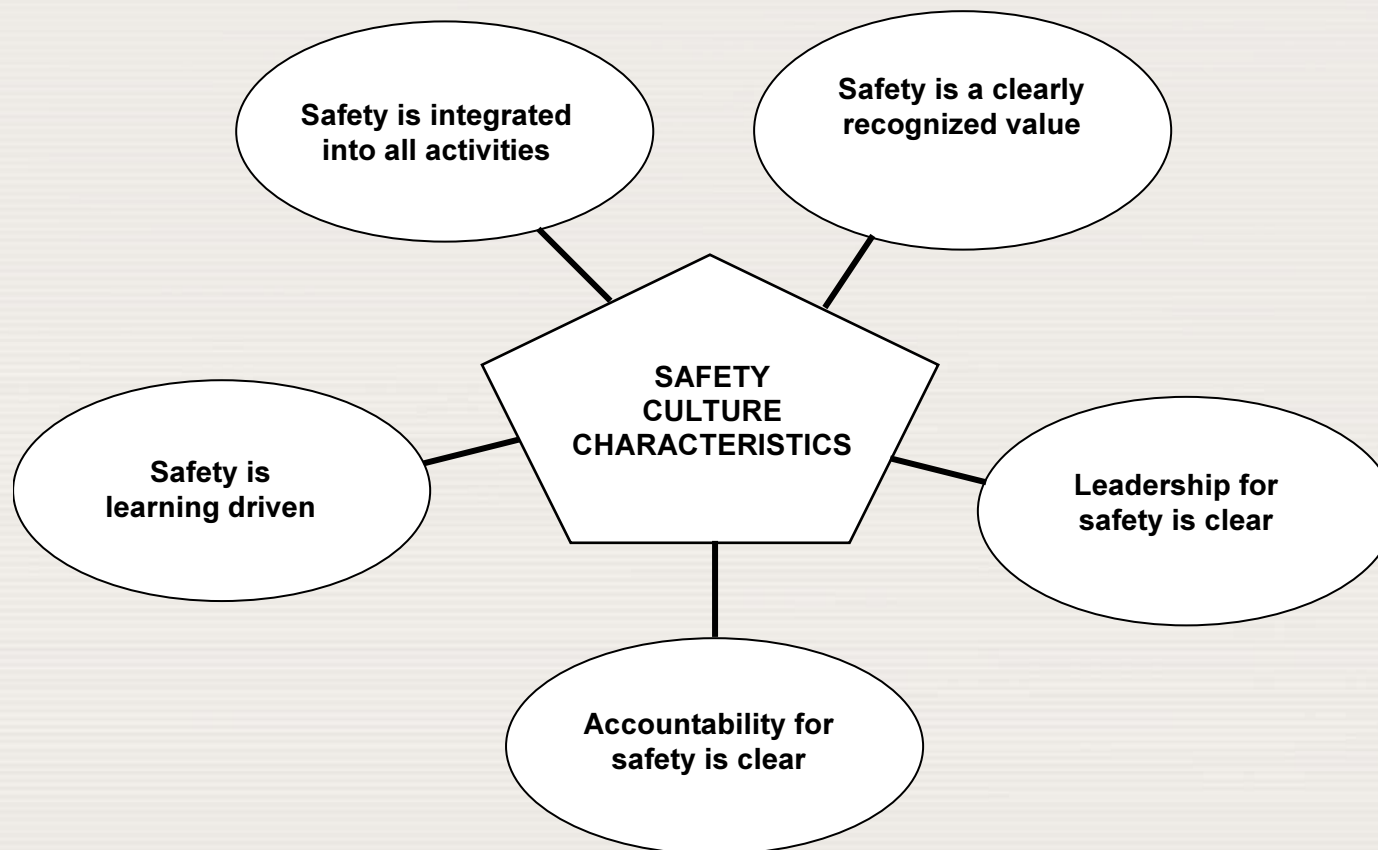 Safety is integrated
into all activities
Safety is a clearly
recognized value
SAFETY
CULTURE
CHARACTERISTICS
Safety is
learning driven
Leadership for
safety is clear
Accountability for
safety is clear